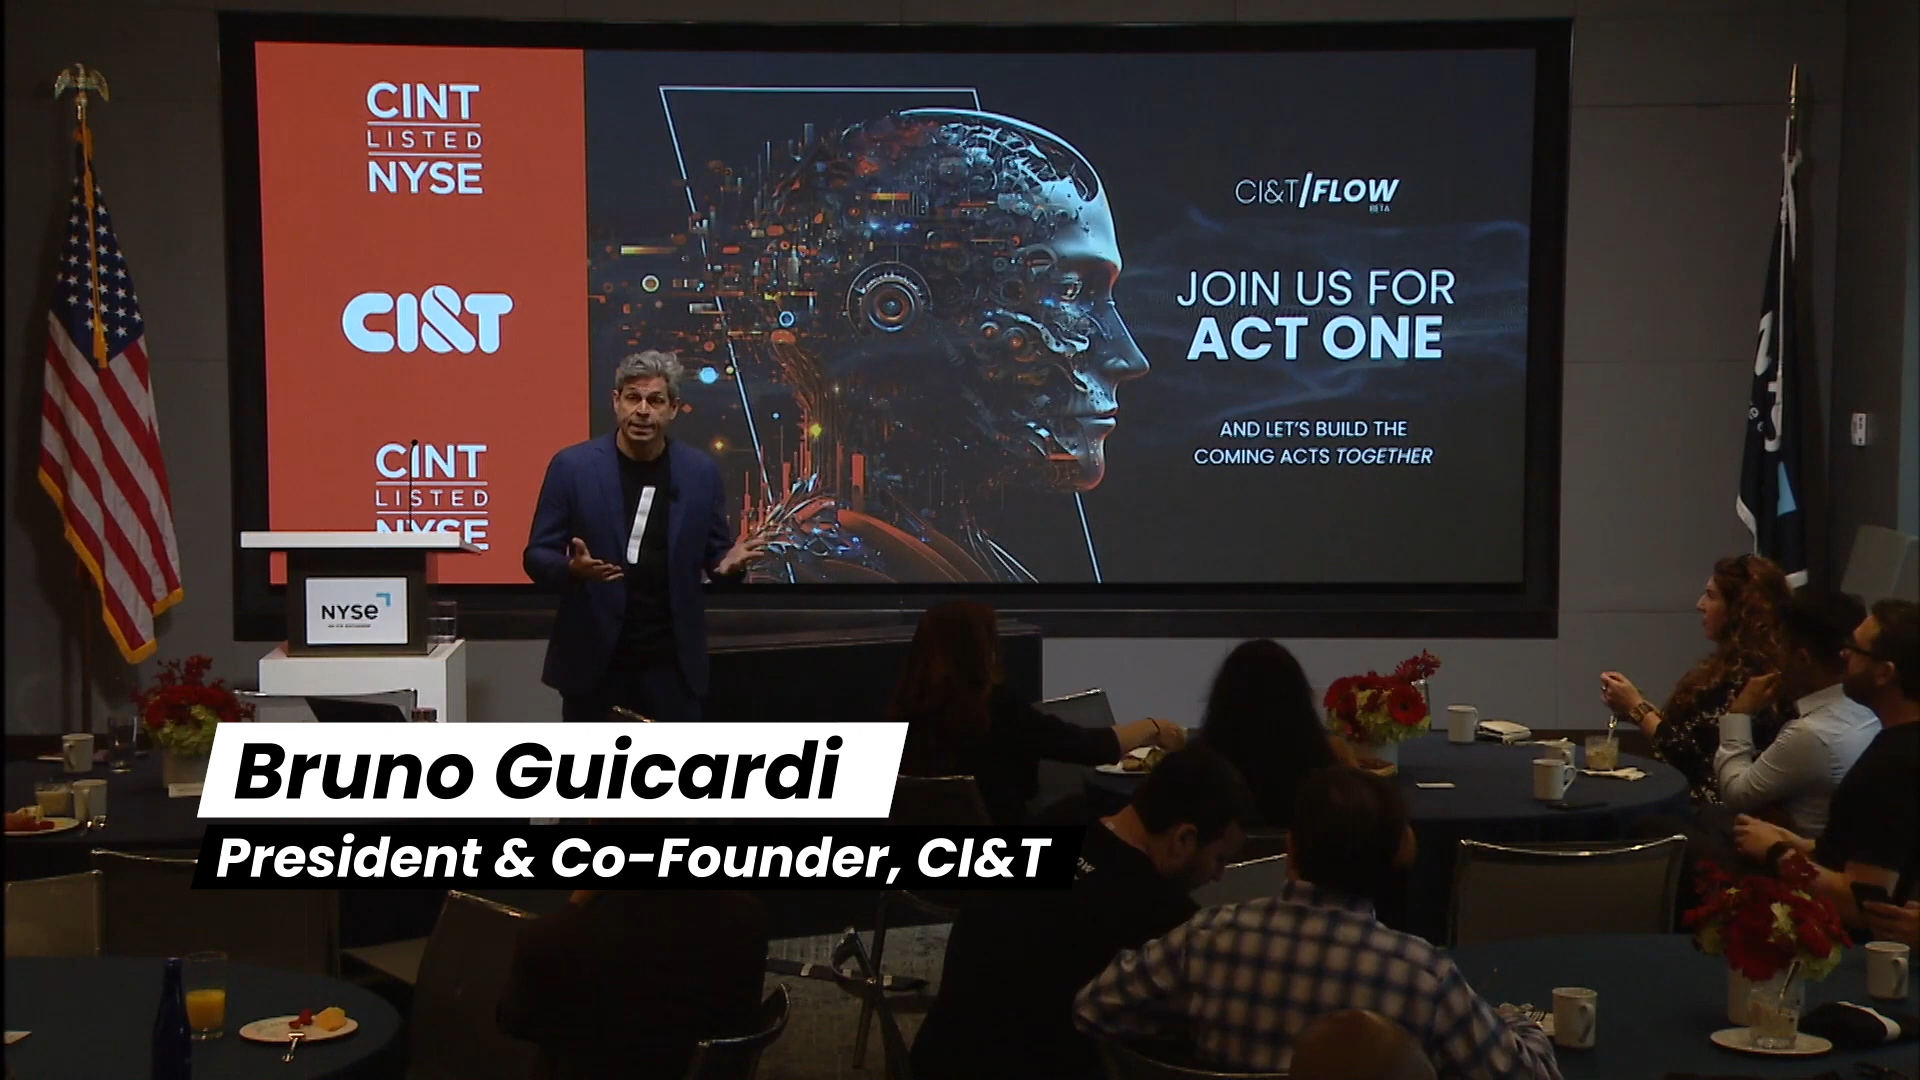 CINT
LISTED
NYSE
CI&T
CINT
LISTED
NYSE
CI&T/FLOW
BETA
JOIN US FOR
ACT ONE
AND LET'S BUILD THE
COMING ACTS TOGETHER
NYSE
Bruno Guicardi
President & Co-Founder, CI&T